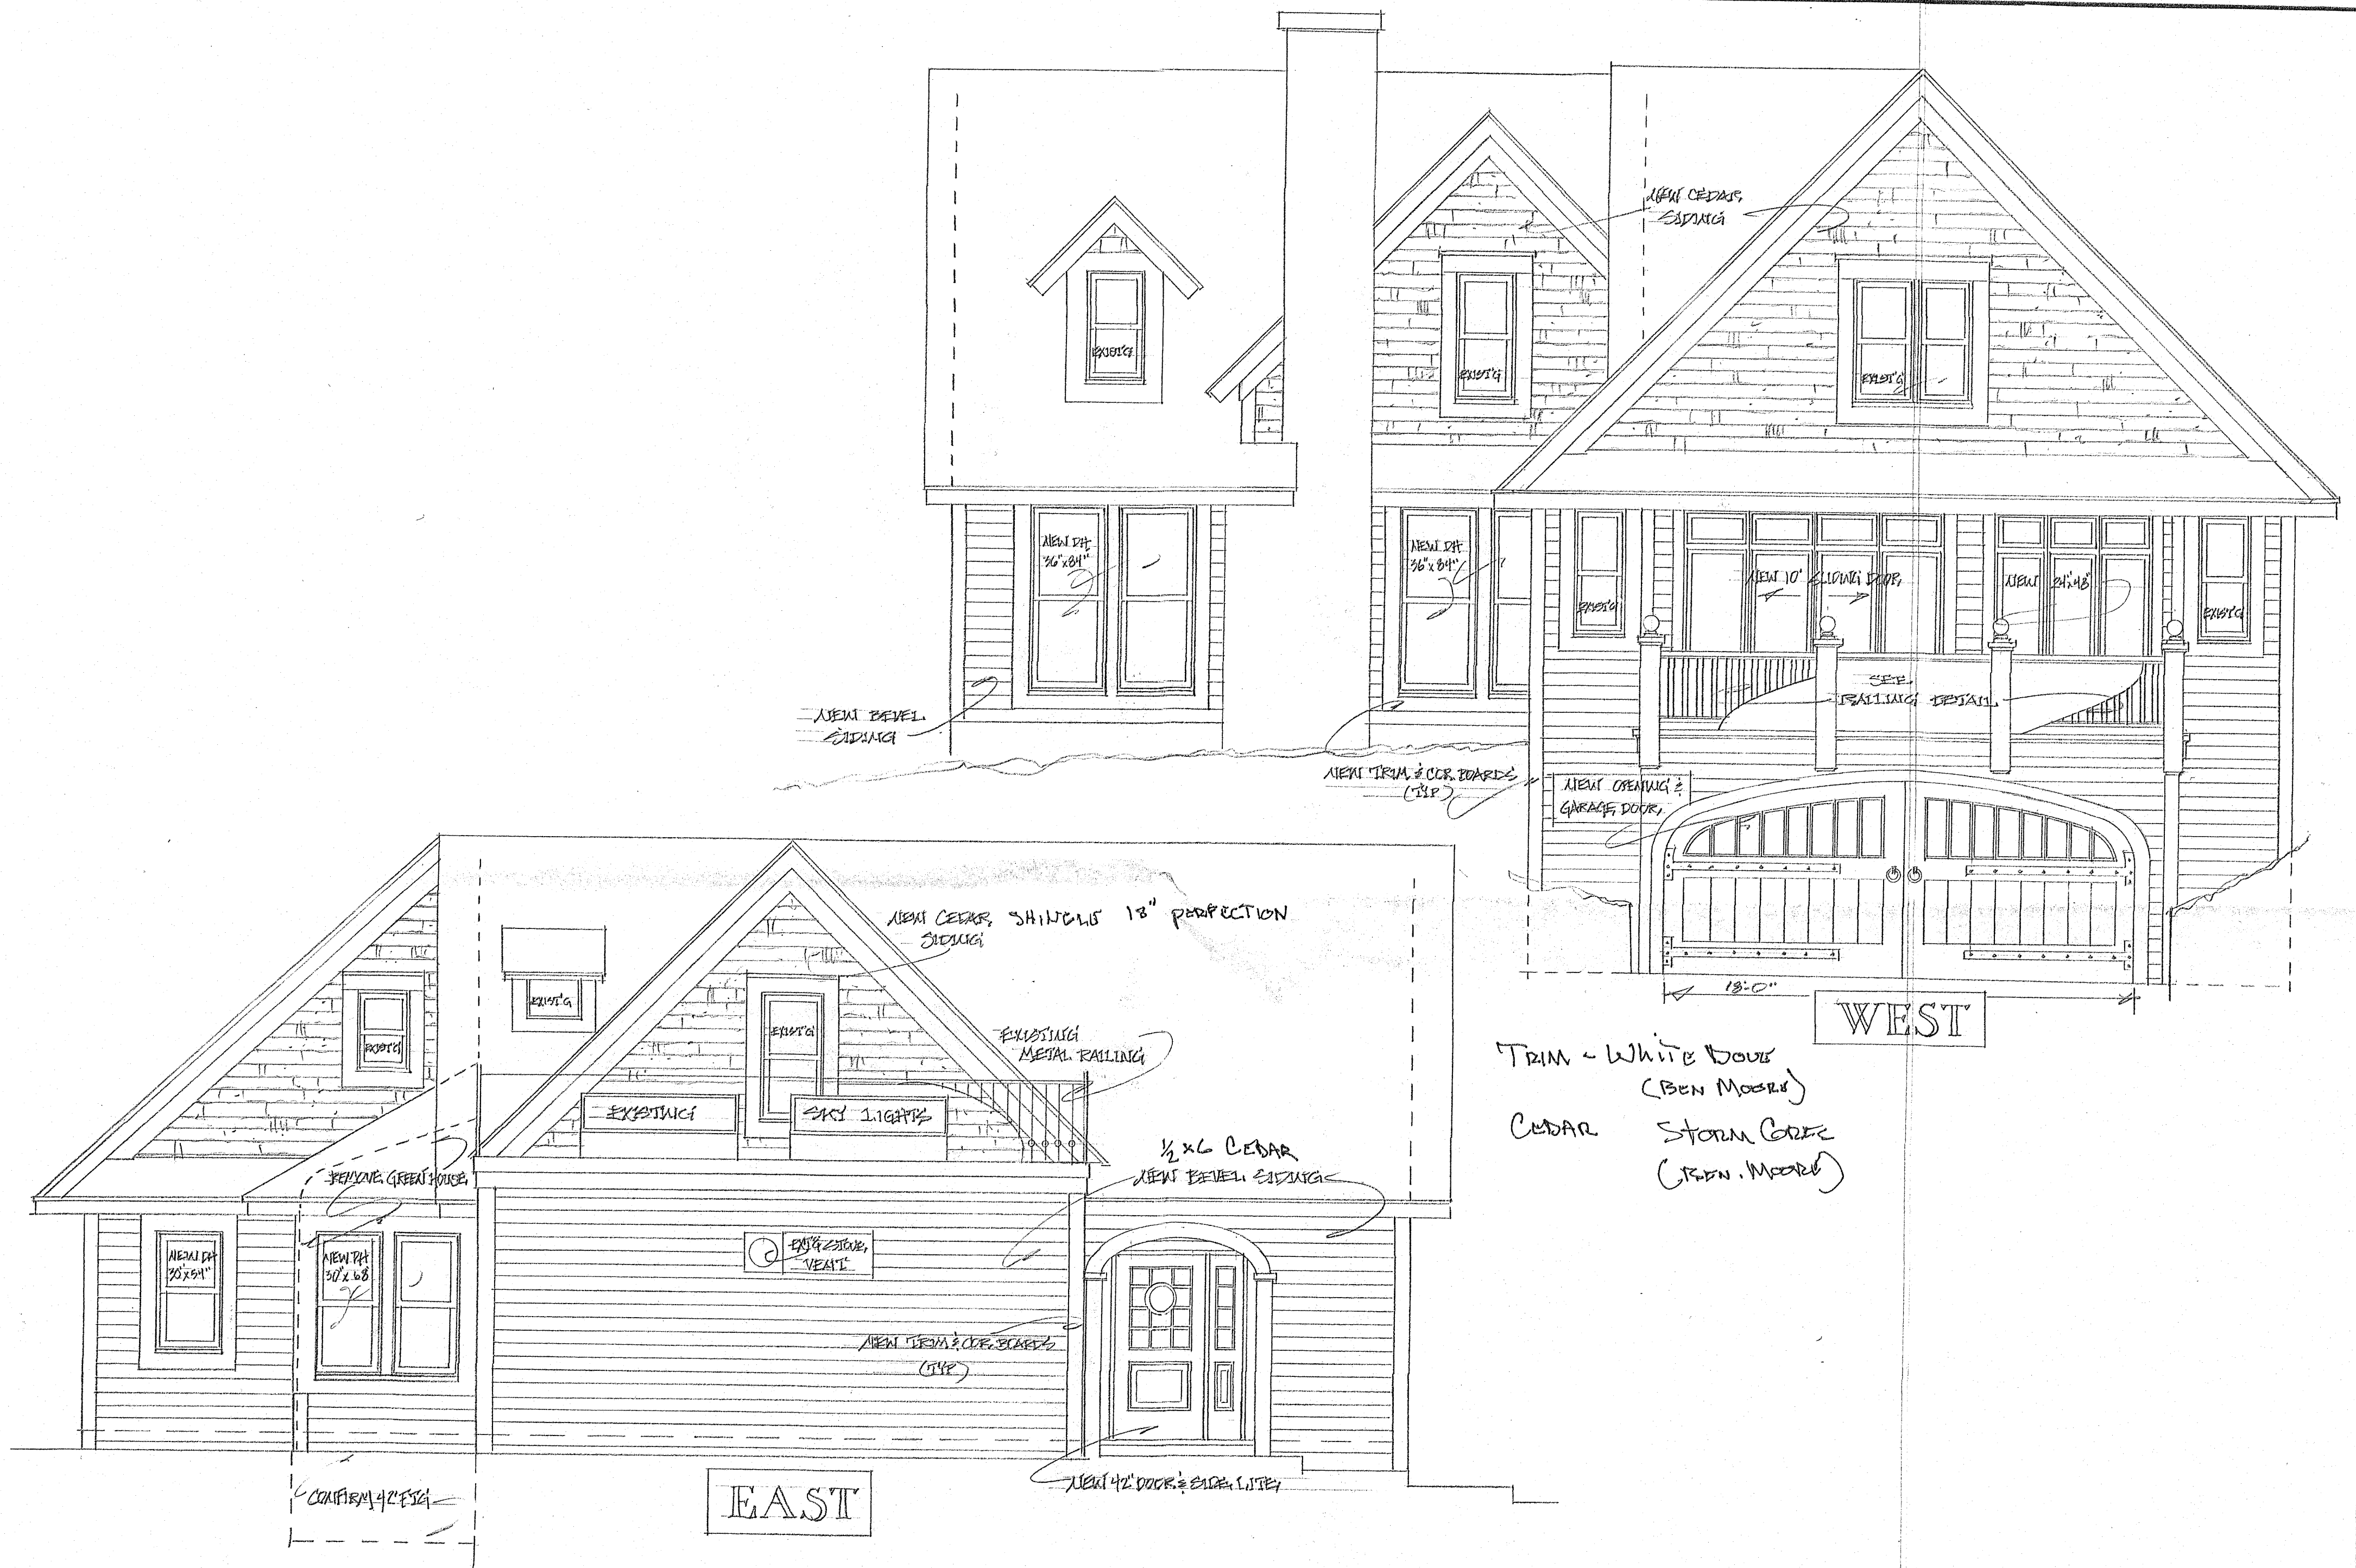 NEW CEDAR
SIDING
EXIST'G
EXIST'G
EXIST'G
NEW DH
36"x84"
NEW DH
36"x84"
EXIST'G
NEW 10' SLIDING DOOR
NEW 24"x48"
EXIST'G
SEE
RAILING DETAIL
NEW BEVEL
SIDING
NEW TRIM & COR. BOARDS
(TYP.)
NEW OPENING &
GARAGE DOOR
18'-0"
WEST
TRIM - WHITE DOVE
(BEN MOORE)
CEDAR STORM GREY
(BEN. MOORE)
NEW CEDAR SHINGLES 18" PERFECTION
SIDING
EXIST'G
EXIST'G
EXIST'G
EXISTING
METAL RAILING
EXISTING SKY LIGHTS
REMOVE GREEN HOUSE
1/2 x 6 CEDAR
NEW BEVEL SIDING
NEW DH
30"x54"
NEW DH
30"x68"
EXT'G STOVE
VENT
NEW TRIM & COR. BOARDS
(TYP.)
CONFIRM 42" FTG
EAST
NEW 42" DOOR & SIDE LITE